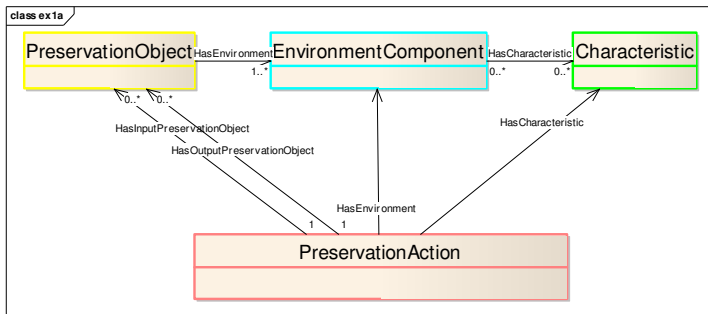 class ex1a
PreservationObject
HasEnvironment
1..*
EnvironmentComponent
HasCharacteristic
0..*
0..*
Characteristic
0..*
0..*
HasInputPreservationObject
HasOutputPreservationObject
HasCharacteristic
HasEnvironment
1
1
PreservationAction